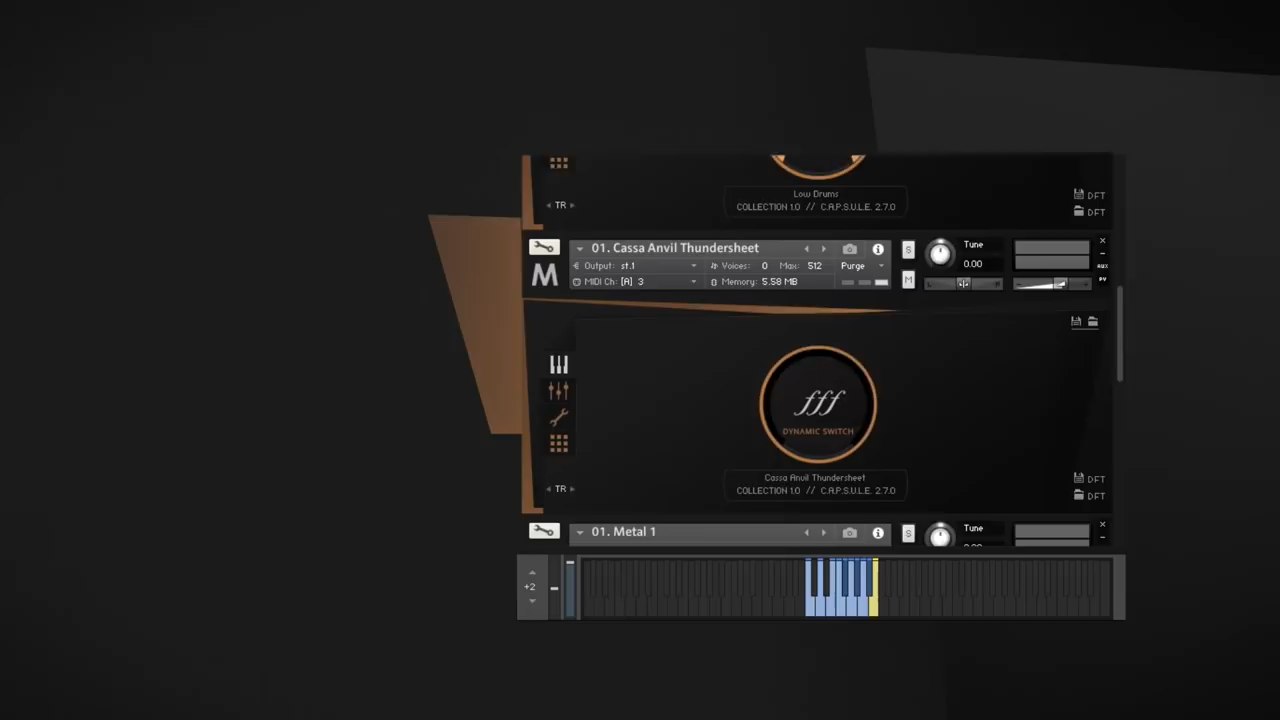 Low Drums
TR
COLLECTION 1.0 // C.A.P.S.U.L.E. 2.7.0
DFT
DFT
01. Cassa Anvil Thundersheet
S
Tune
0.00
Output: st.1
Voices: 0 Max: 512
Purge
AUX
PV
M
MIDI Ch: [A] 3
Memory: 5.58 MB
M
L
R
fff
DYNAMIC SWITCH
Cassa Anvil Thundersheet
TR
COLLECTION 1.0 // C.A.P.S.U.L.E. 2.7.0
DFT
DFT
01. Metal 1
S
Tune
+2